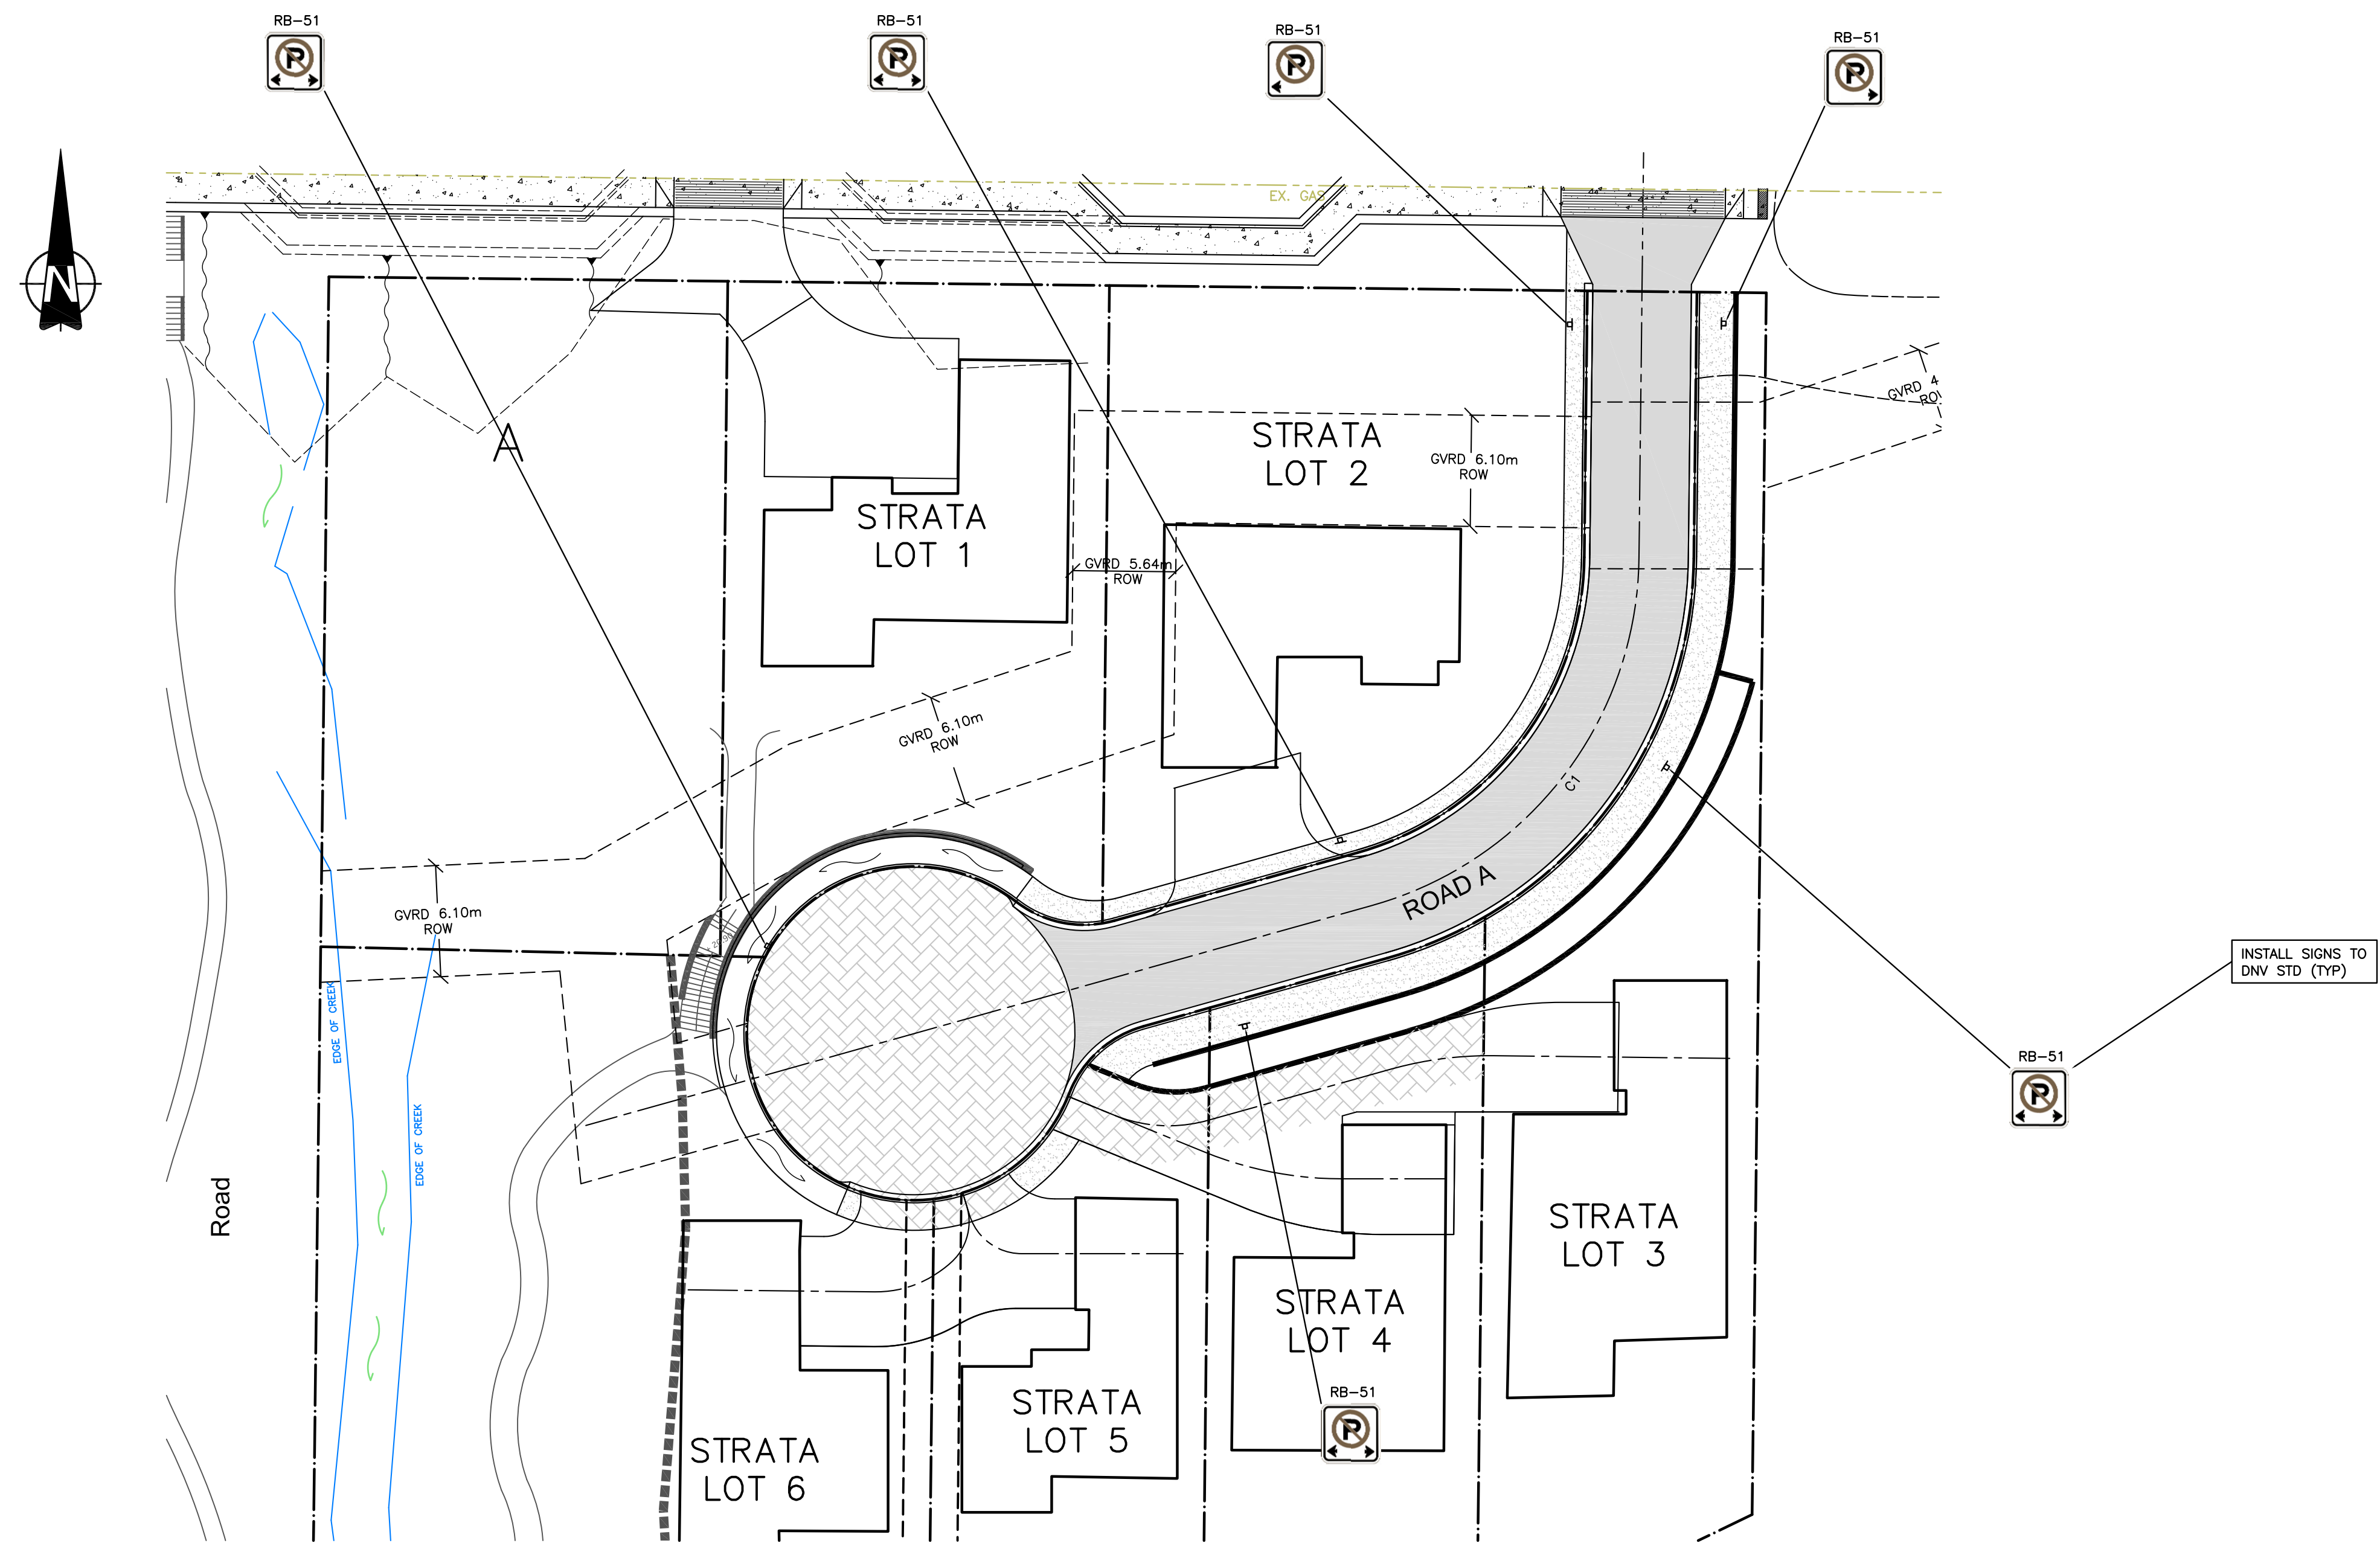 RB-51
RB-51
RB-51
RB-51
P
P
P
P
EX. GAS
N
GVRD 4
A
STRATA
LOT 2
GVRD 6.10m
ROW
STRATA
LOT 1
GVRD 5.64m
ROW
GVRD 6.10m
ROW
C1
ROAD A
GVRD 6.10m
ROW
INSTALL SIGNS TO
DNV STD (TYP)
EDGE OF CREEK
EDGE OF CREEK
RB-51
P
Road
STRATA
LOT 3
STRATA
LOT 4
RB-51
P
STRATA
LOT 5
STRATA
LOT 6